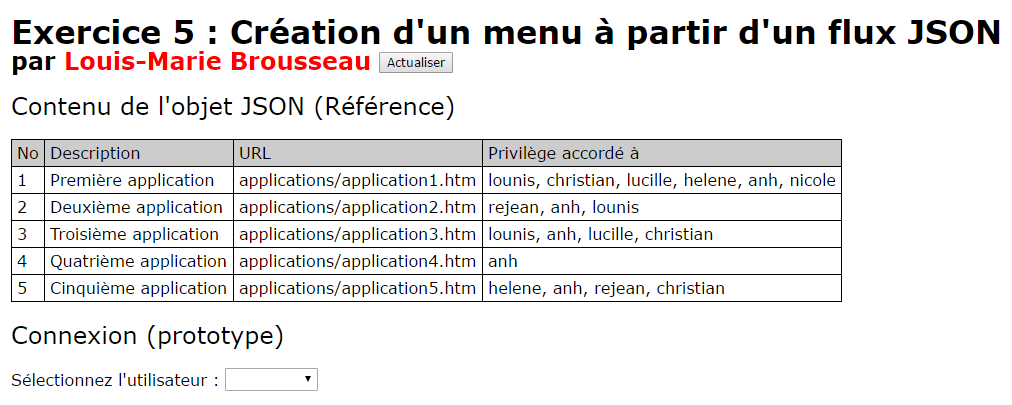 Exercice 5 : Création d'un menu à partir d'un flux JSON
par Louis-Marie Brousseau Actualiser
Contenu de l'objet JSON (Référence)
No Description URL Privilège accordé à
1 Première application applications/application1.htm lounis, christian, lucille, helene, anh, nicole
2 Deuxième application applications/application2.htm rejean, anh, lounis
3 Troisième application applications/application3.htm lounis, anh, lucille, christian
4 Quatrième application applications/application4.htm anh
5 Cinquième application applications/application5.htm helene, anh, rejean, christian
Connexion (prototype)
Sélectionnez l'utilisateur :